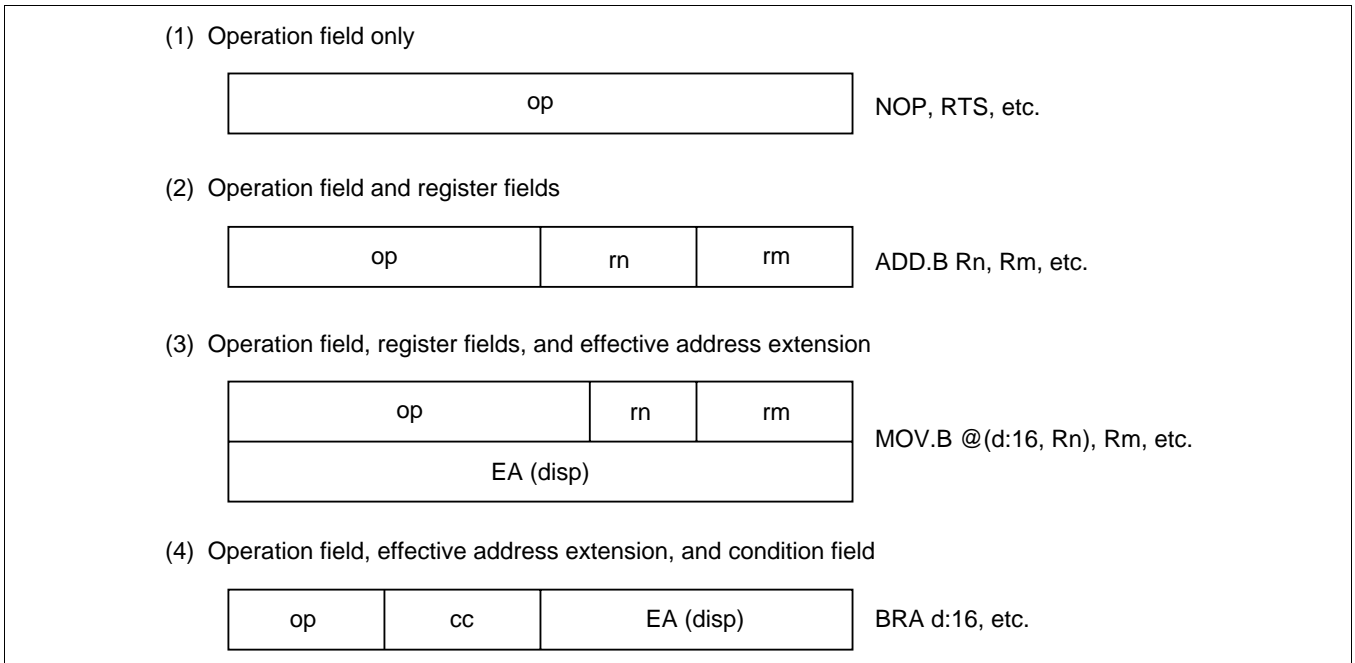 (1) Operation field only
op
NOP, RTS, etc.
(2) Operation field and register fields
op rn rm
ADD.B Rn, Rm, etc.
(3) Operation field, register fields, and effective address extension
op rn rm
EA (disp)
MOV.B @(d:16, Rn), Rm, etc.
(4) Operation field, effective address extension, and condition field
op cc EA (disp)
BRA d:16, etc.